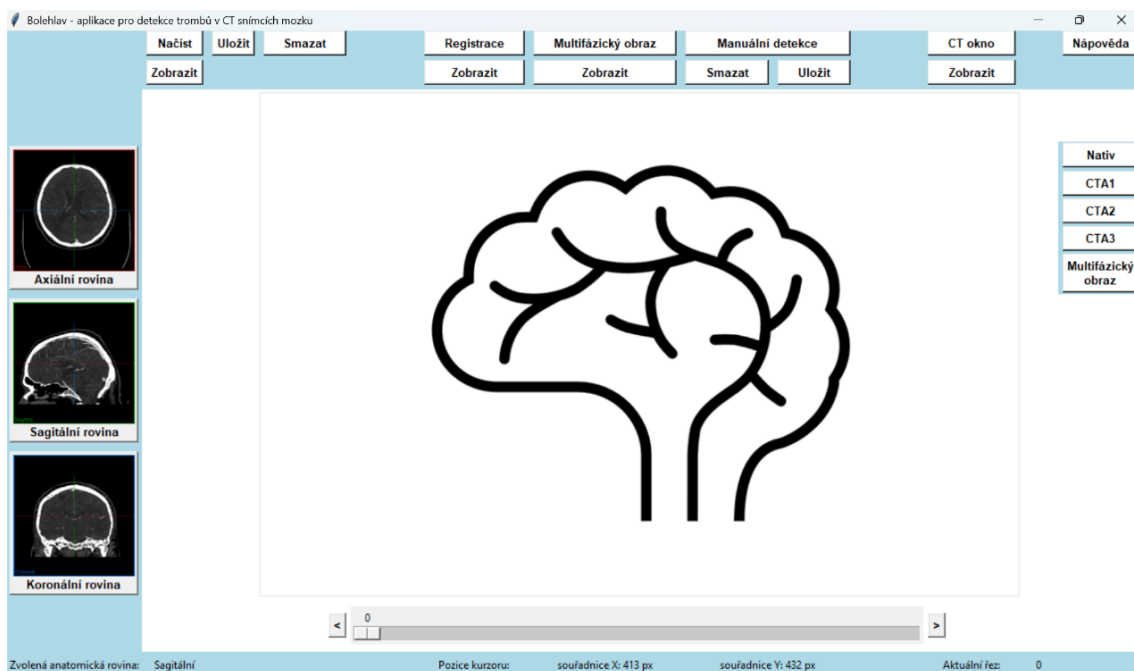 Bolehlav - aplikace pro detekce trombů v CT snímcích mozku
Načíst Uložit Smazat Registrace Multifázický obraz Manuální detekce CT okno Nápověda
Zobrazit Zobrazit Zobrazit Smazat Uložit Zobrazit
Axiální rovina
Sagitální rovina
Koronální rovina
Nativ
CTA1
CTA2
CTA3
Multifázický
obraz
0
< >
Zvolená anatomická rovina: Sagitální Pozice kurzoru: souřadnice X: 413 px souřadnice Y: 432 px Aktuální řez: 0